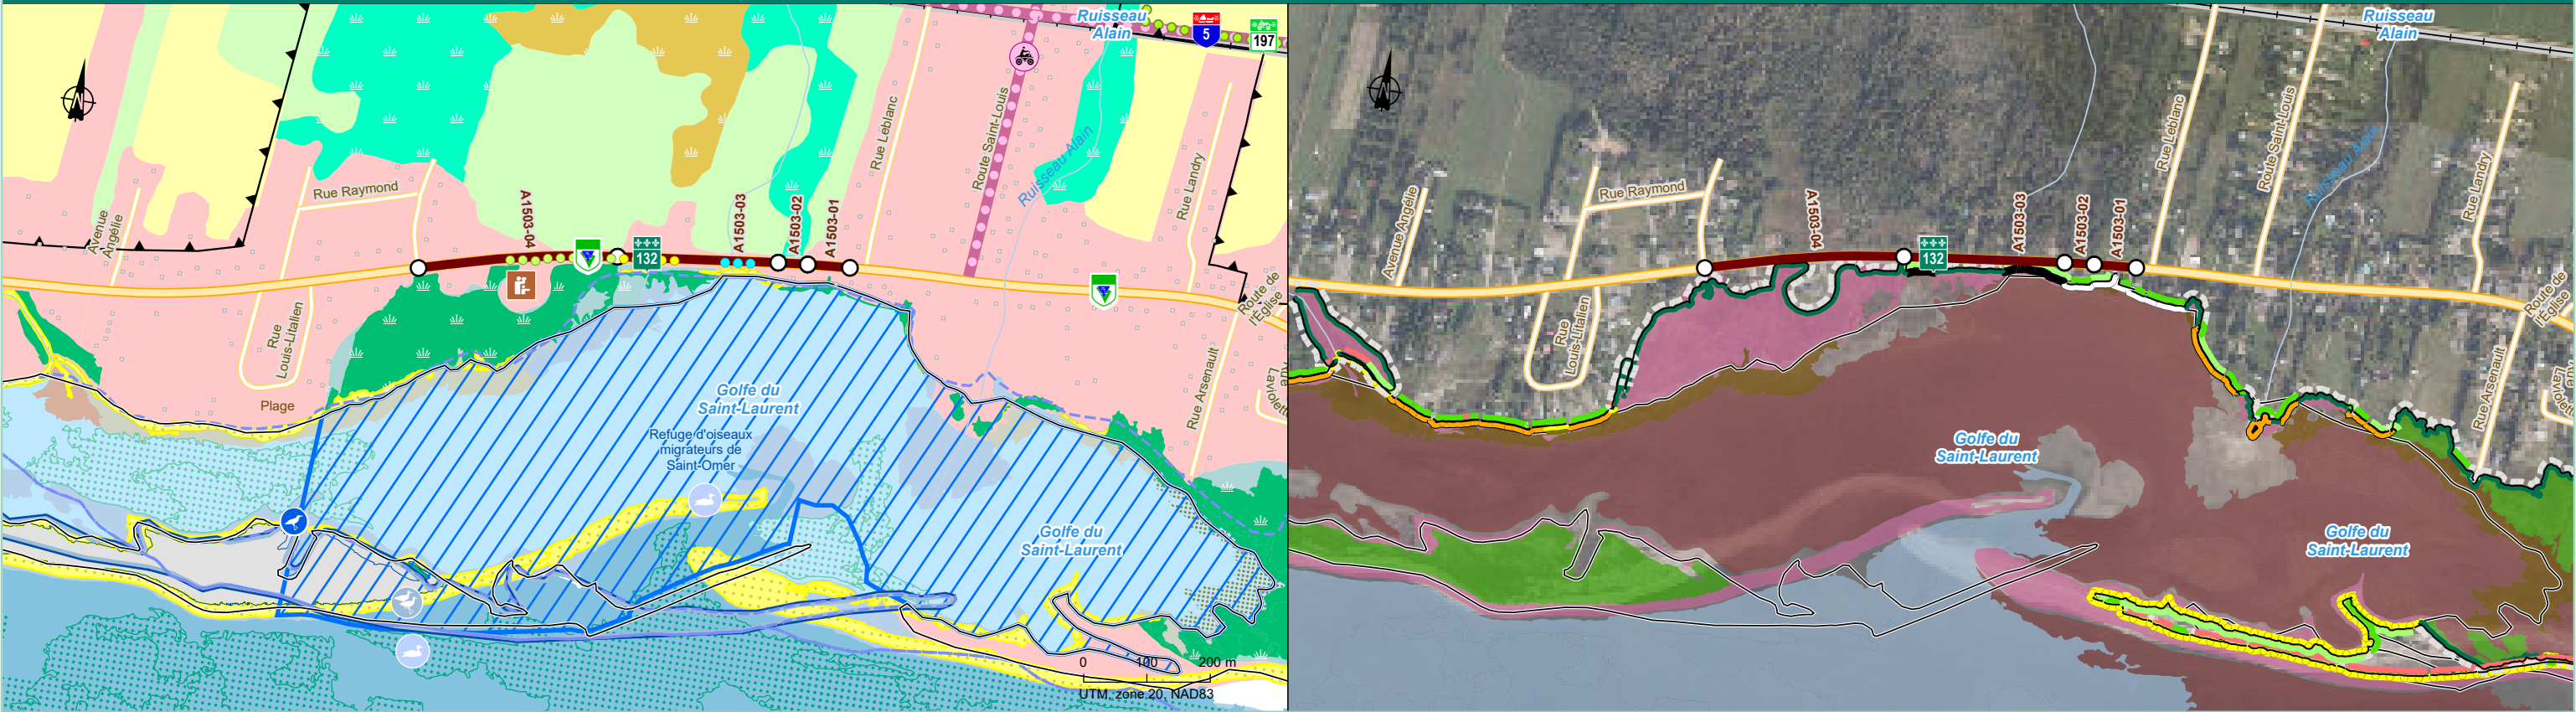 Ruisseau
Alain
5
197
Rue Leblanc
Route Saint-Louis
Ruisseau Alain
Rue Landry
Rue Raymond
Avenue
Angélie
A1503-04
A1503-03
A1503-02
A1503-01
132
Rue
Louis-Litalien
Plage
Route de
l'Église
Rue Arsenault
Rue
Laviolette
Golfe du
Saint-Laurent
Refuge d'oiseaux
migrateurs de
Saint-Omer
Golfe du
Saint-Laurent
0 100 200 m
UTM, zone 20, NAD83
N
Ruisseau
Alain
Rue Leblanc
Route Saint-Louis
Ruisseau Alain
Rue Landry
Rue Raymond
Avenue Angélie
A1503-04
A1503-03
A1503-02
A1503-01
132
Rue
Louis-Litalien
Route de
l'Église
Rue Arsenault
Golfe du
Saint-Laurent
Golfe du
Saint-Laurent
N